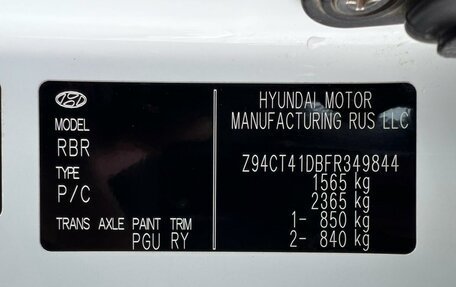 MODEL
RBR
TYPE
P/C
TRANS AXLE PAINT TRIM
PGU RY
HYUNDAI MOTOR
MANUFACTURING RUS LLC
Z94CT41DBFR349844
1565 kg
2365 kg
1- 850 kg
2- 840 kg